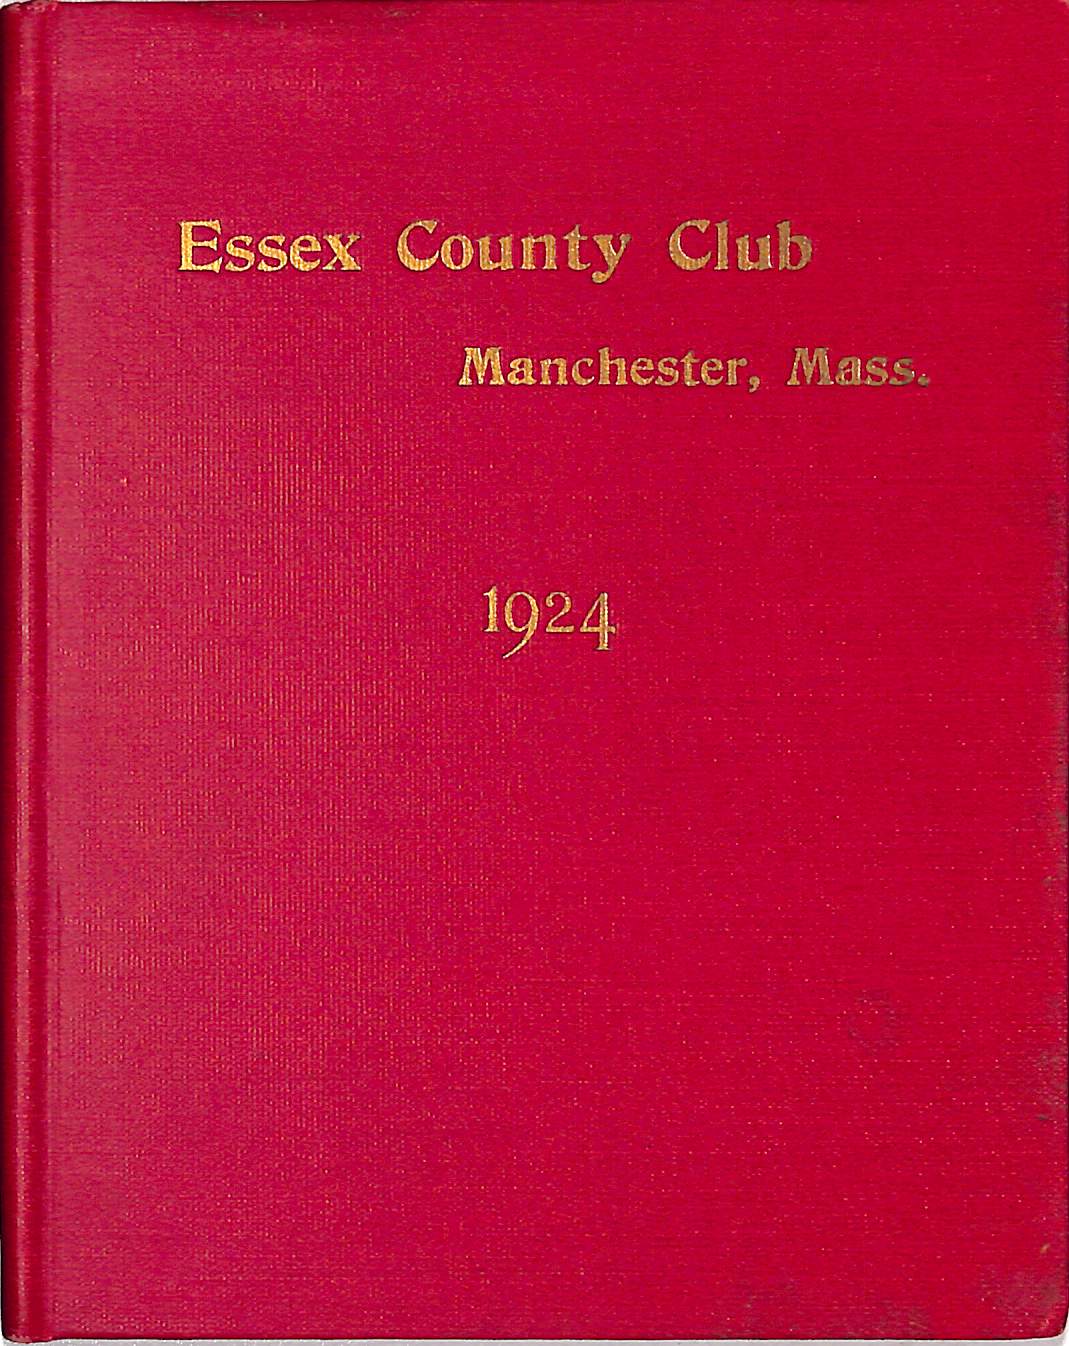 Essex County Club
Manchester, Mass.
1924